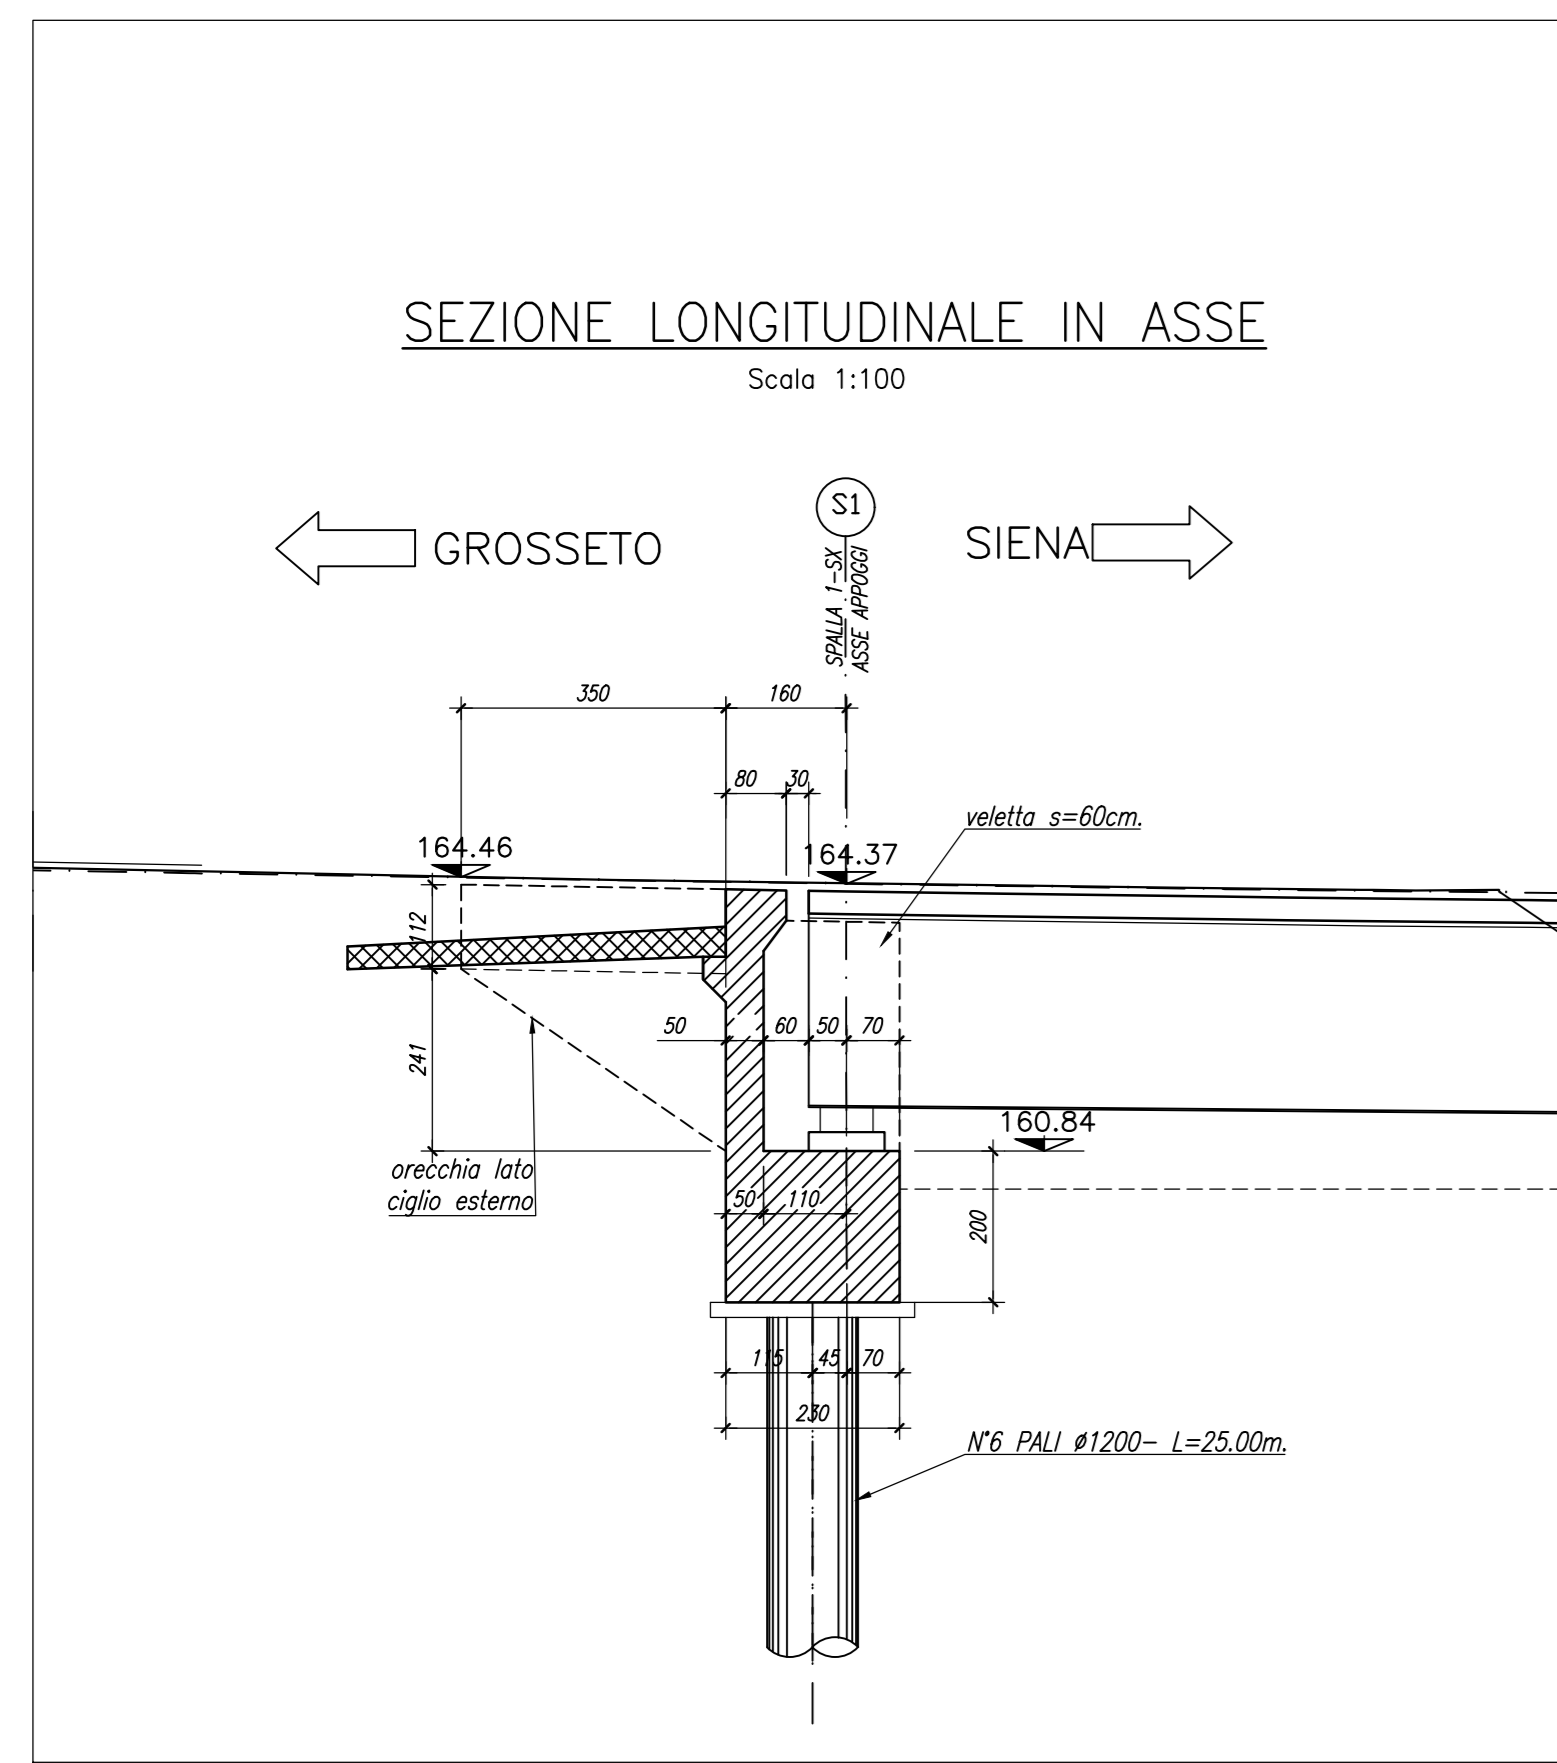 SEZIONE LONGITUDINALE IN ASSE
Scala 1:100
S1
GROSSETO
SIENA
SPALLA 1-SX
ASSE APPOGGI
350
160
80
30
veletta s=60cm.
164.46
164.37
112
50
60
50
70
241
160.84
orecchia lato
ciglio esterno
50
110
200
115
45
70
230
N°6 PALI ø1200- L=25.00m.